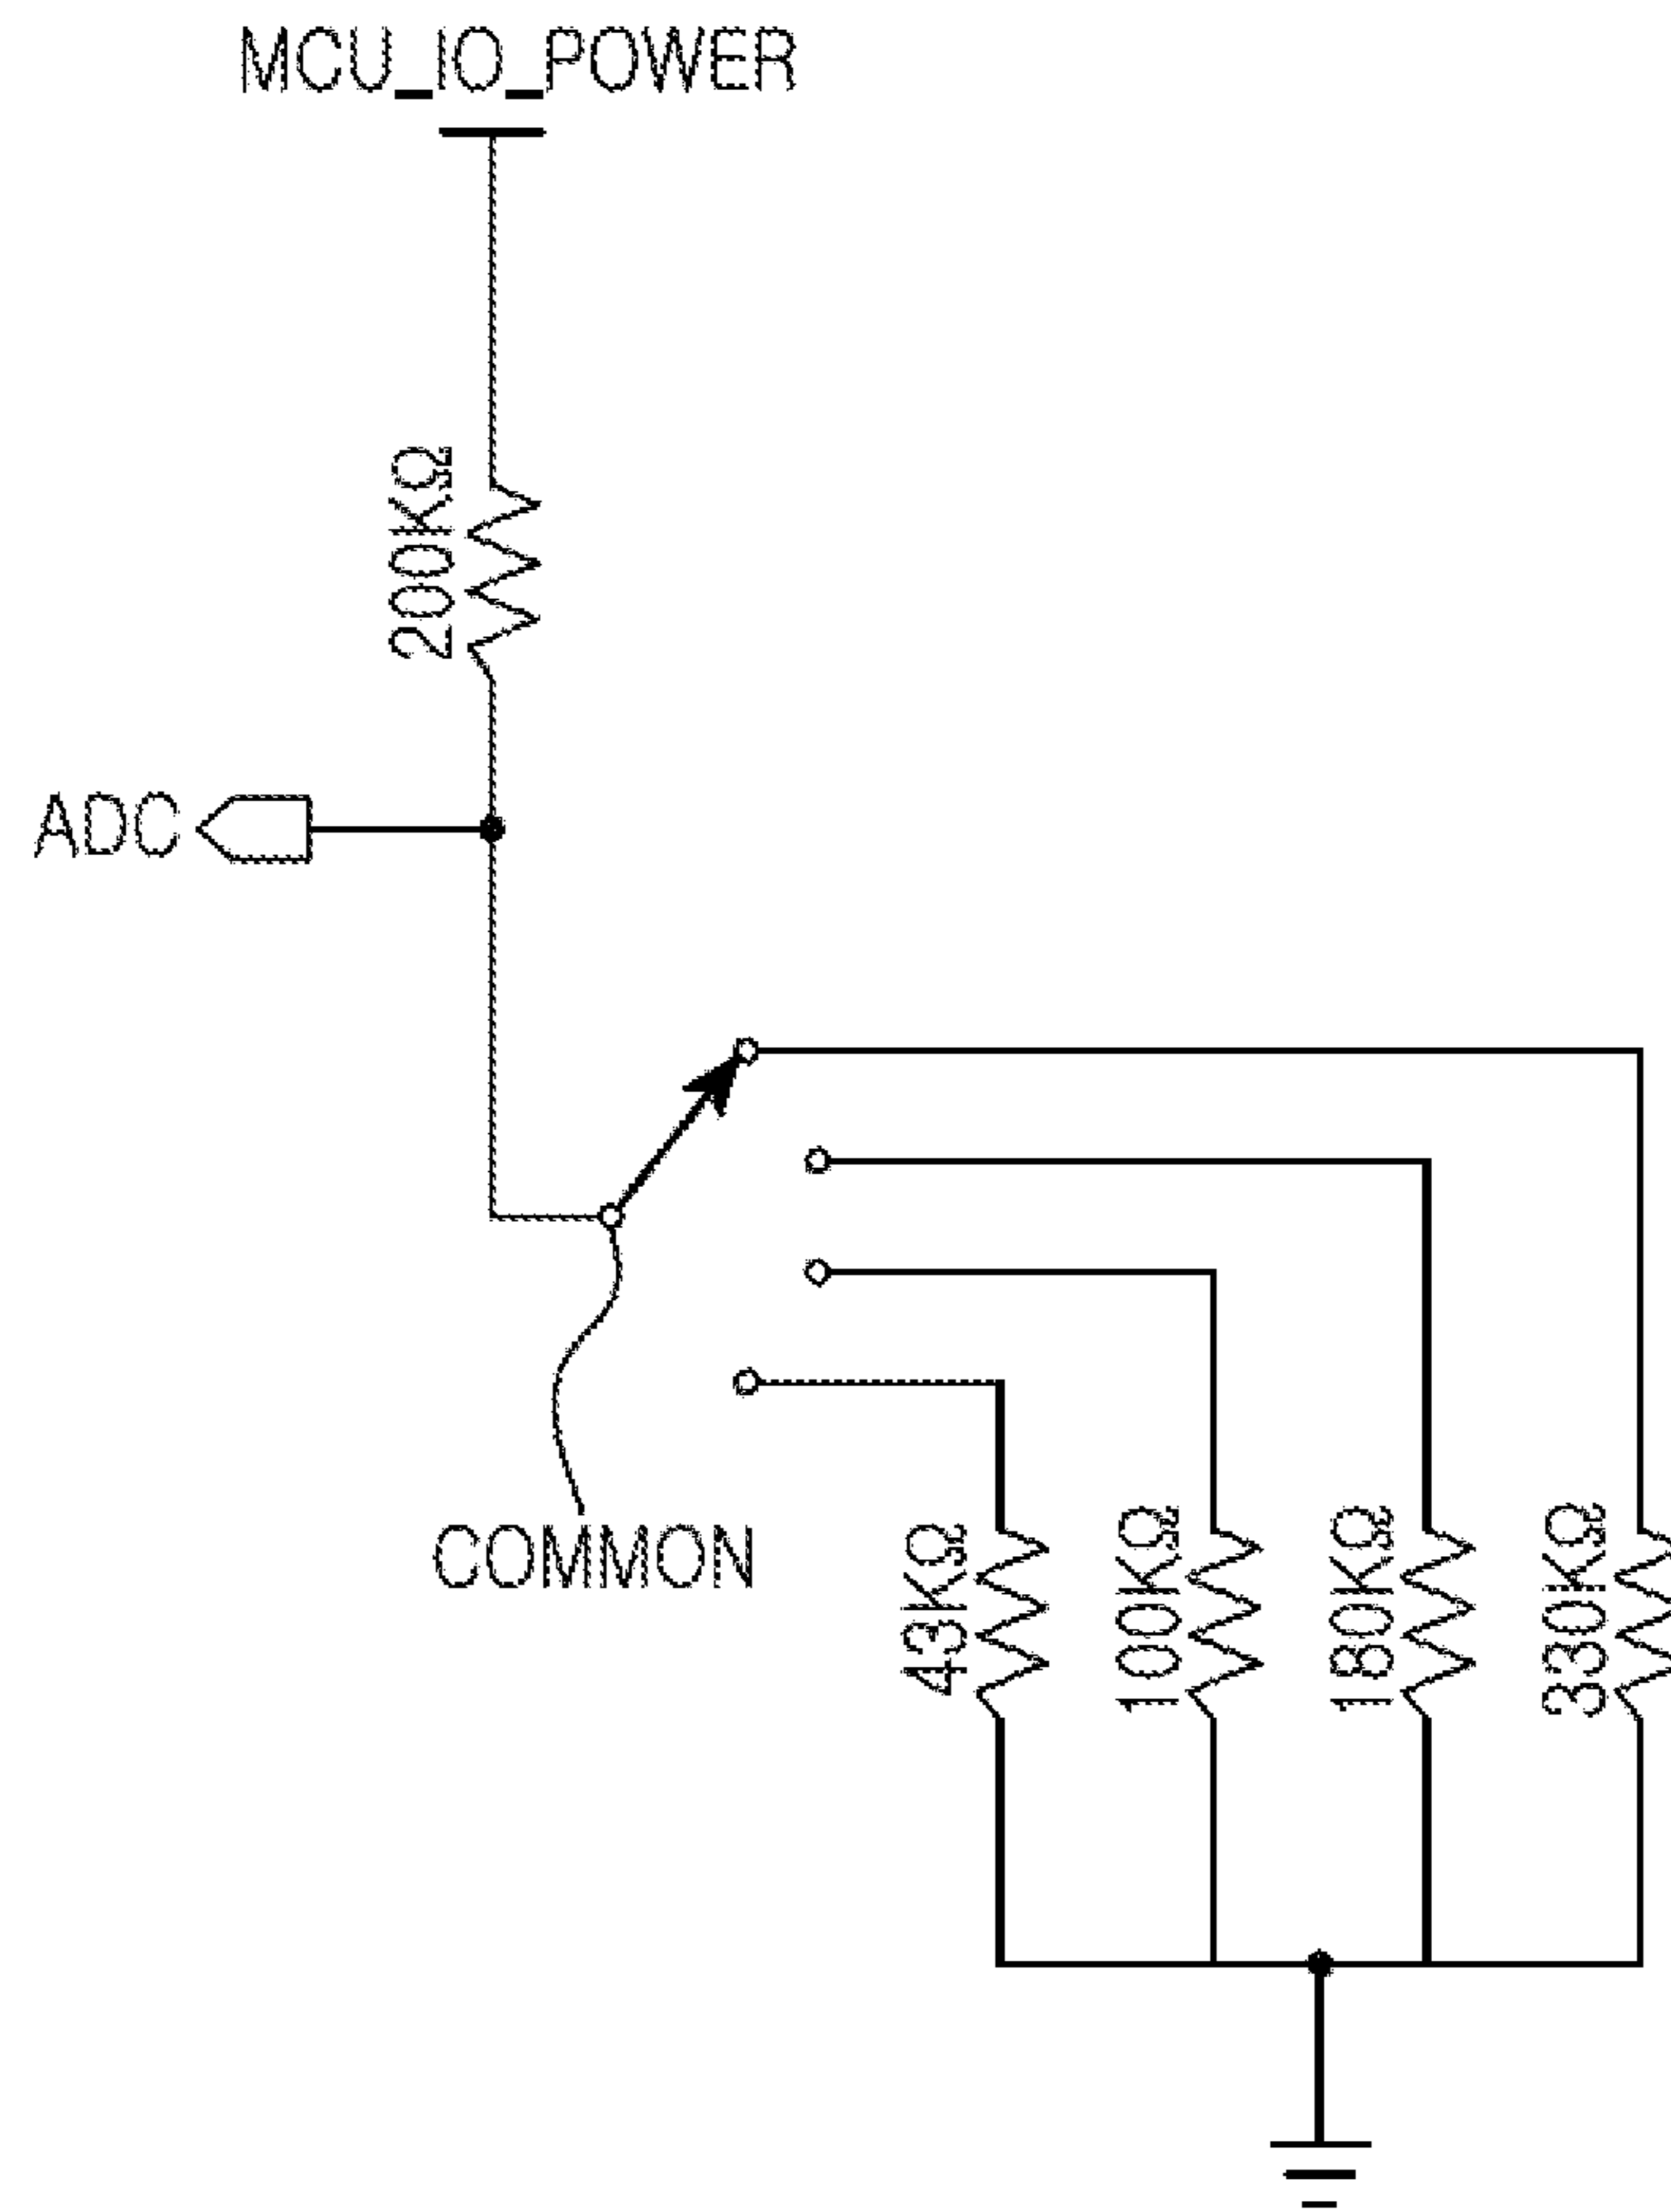 MCU_IO_POWER
200KΩ
ADC
COMMON
43KΩ
100KΩ
180KΩ
330KΩ